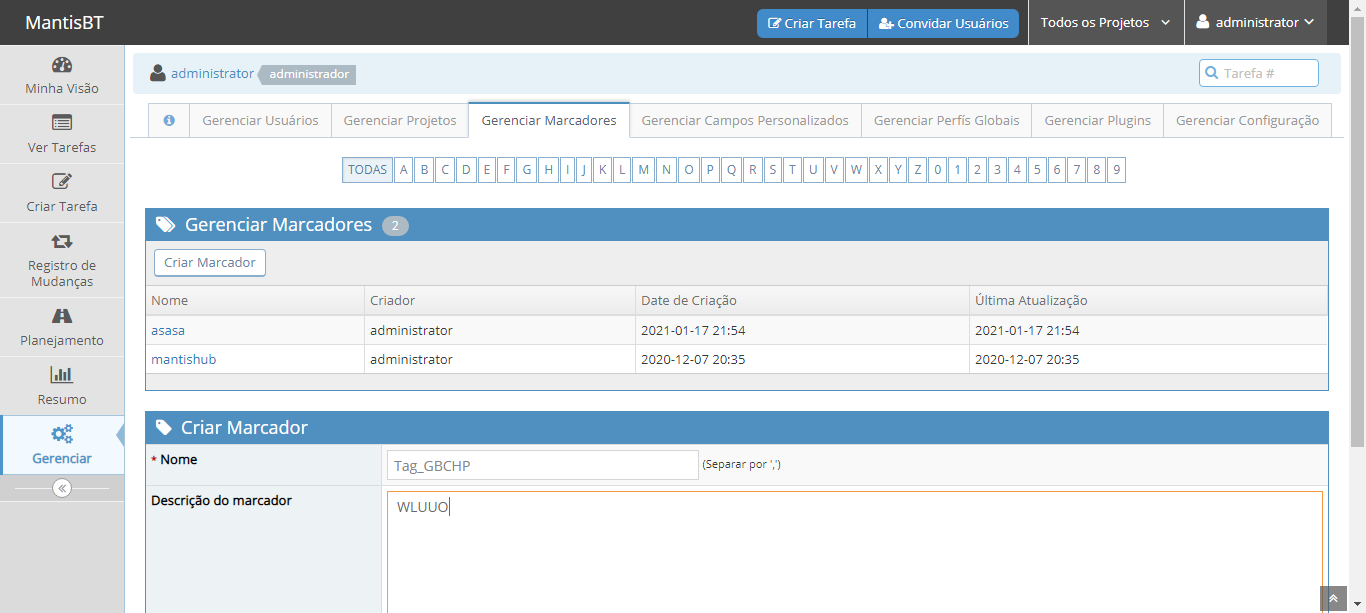 MantisBT
Criar Tarefa Convidar Usuários Todos os Projetos administrator
Minha Visão
Ver Tarefas
Criar Tarefa
Registro de
Mudanças
Planejamento
Resumo
Gerenciar
administrator administrador Tarefa #
Gerenciar Usuários Gerenciar Projetos Gerenciar Marcadores Gerenciar Campos Personalizados Gerenciar Perfís Globais Gerenciar Plugins Gerenciar Configuração
TODAS A B C D E F G H I J K L M N O P Q R S T U V W X Y Z 0 1 2 3 4 5 6 7 8 9
Gerenciar Marcadores 2
Criar Marcador
Nome Criador Date de Criação Última Atualização
asasa administrator 2021-01-17 21:54 2021-01-17 21:54
mantishub administrator 2020-12-07 20:35 2020-12-07 20:35
Criar Marcador
* Nome Tag_GBCHP (Separar por ',')
Descrição do marcador WLUUO